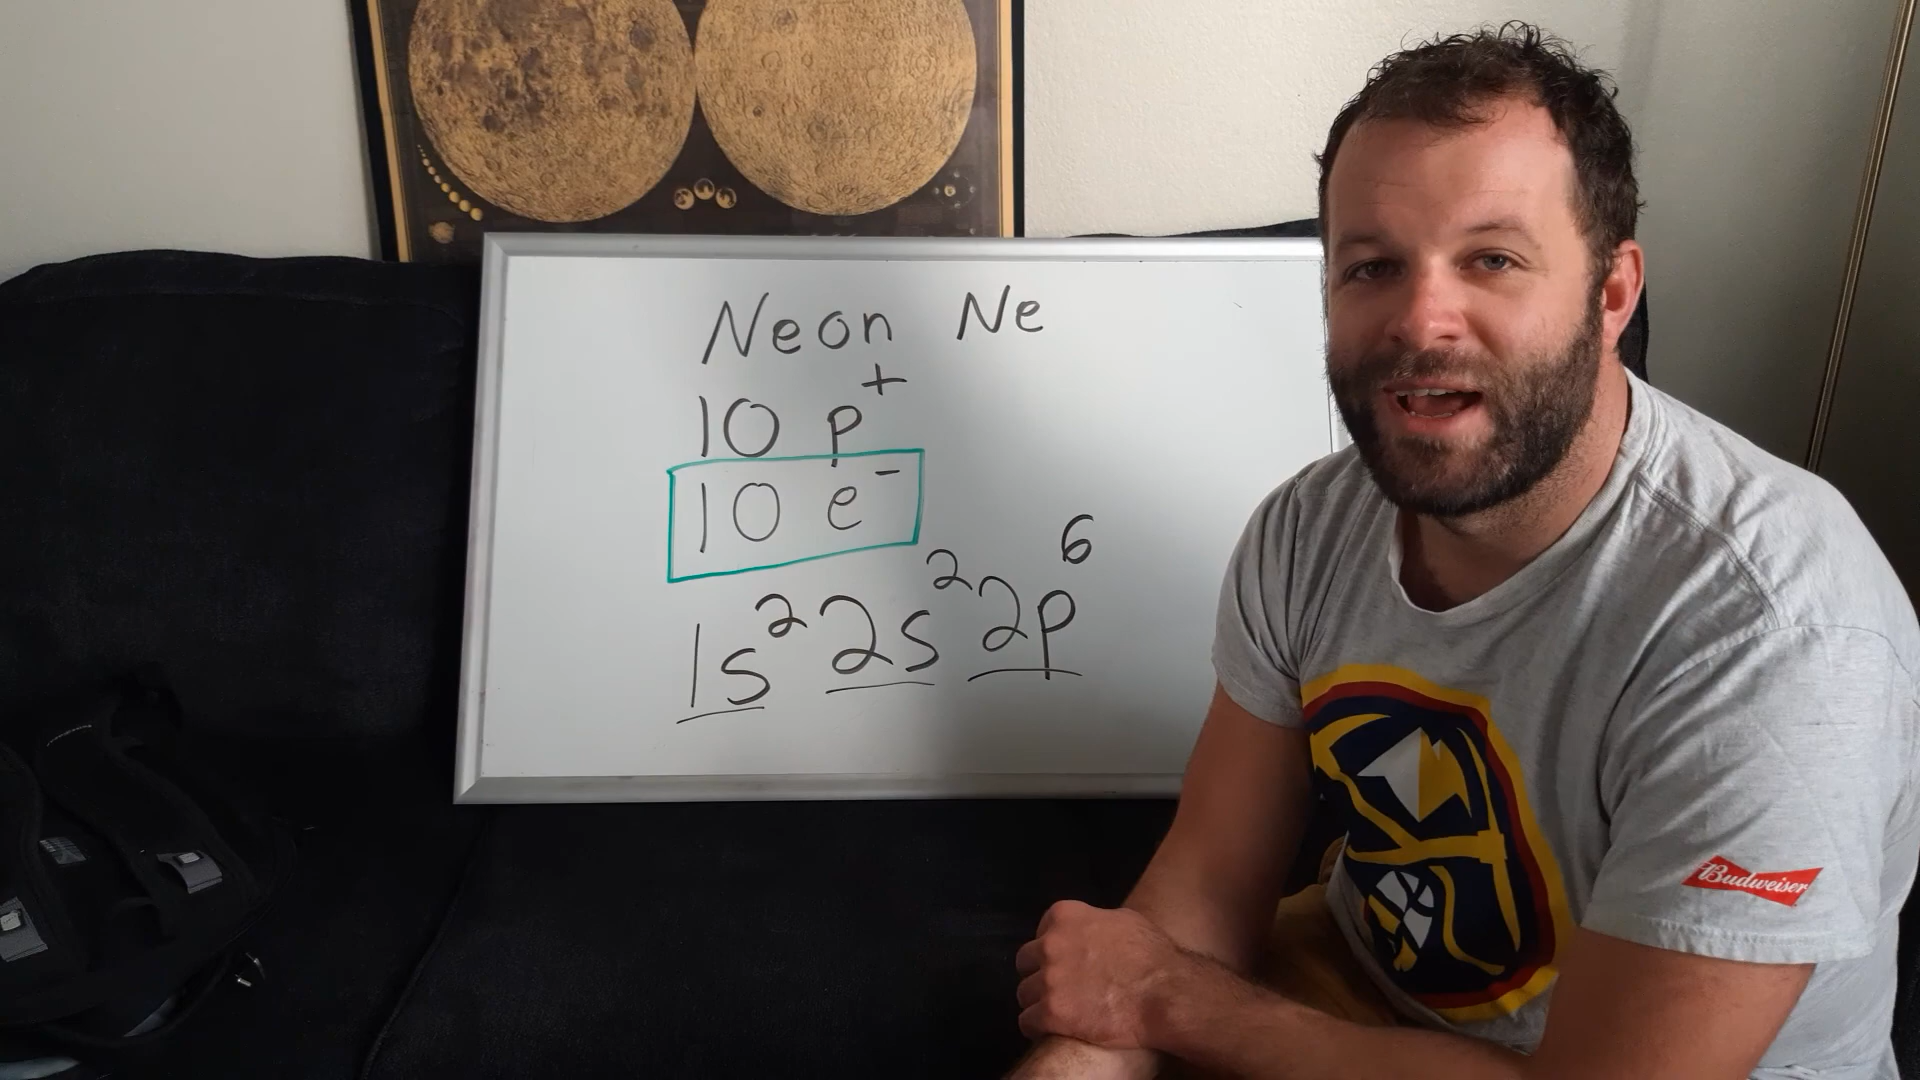 Neon Ne
10 p⁺
10 e⁻
1s² 2s² 2p⁶
Budweiser